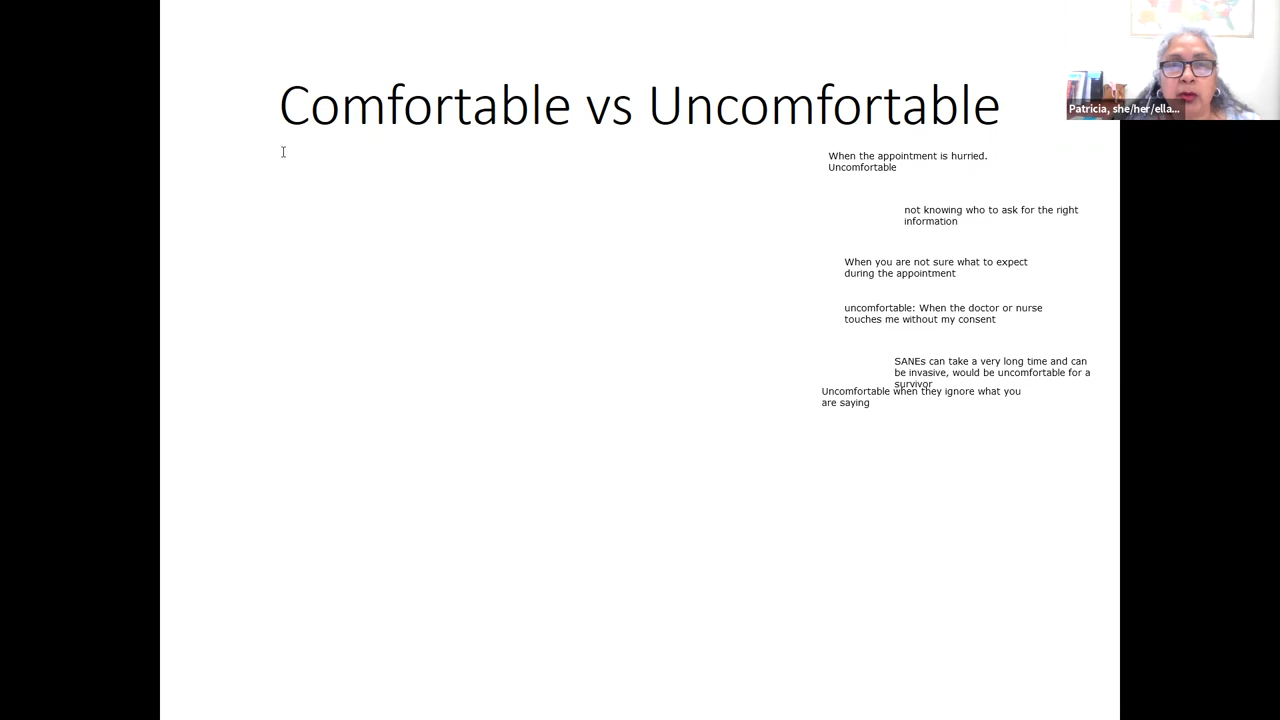 Comfortable vs Uncomfortable
Patricia, she/her/ella...
When the appointment is hurried.
Uncomfortable
not knowing who to ask for the right
information
When you are not sure what to expect
during the appointment
uncomfortable: When the doctor or nurse
touches me without my consent
SANEs can take a very long time and can
be invasive, would be uncomfortable for a
survivor
Uncomfortable when they ignore what you
are saying